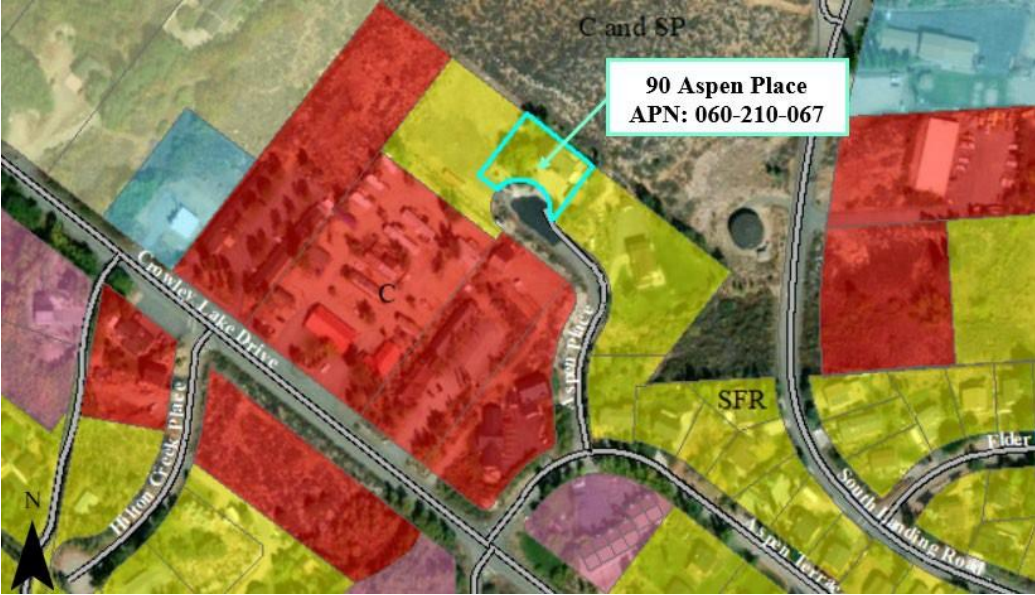 C and SP
90 Aspen Place
APN: 060-210-067
Crowley Lake Drive
C
Aspen Place
SFR
Hilton Creek Place
Elder
South Landing Road
Aspen Terrac
N